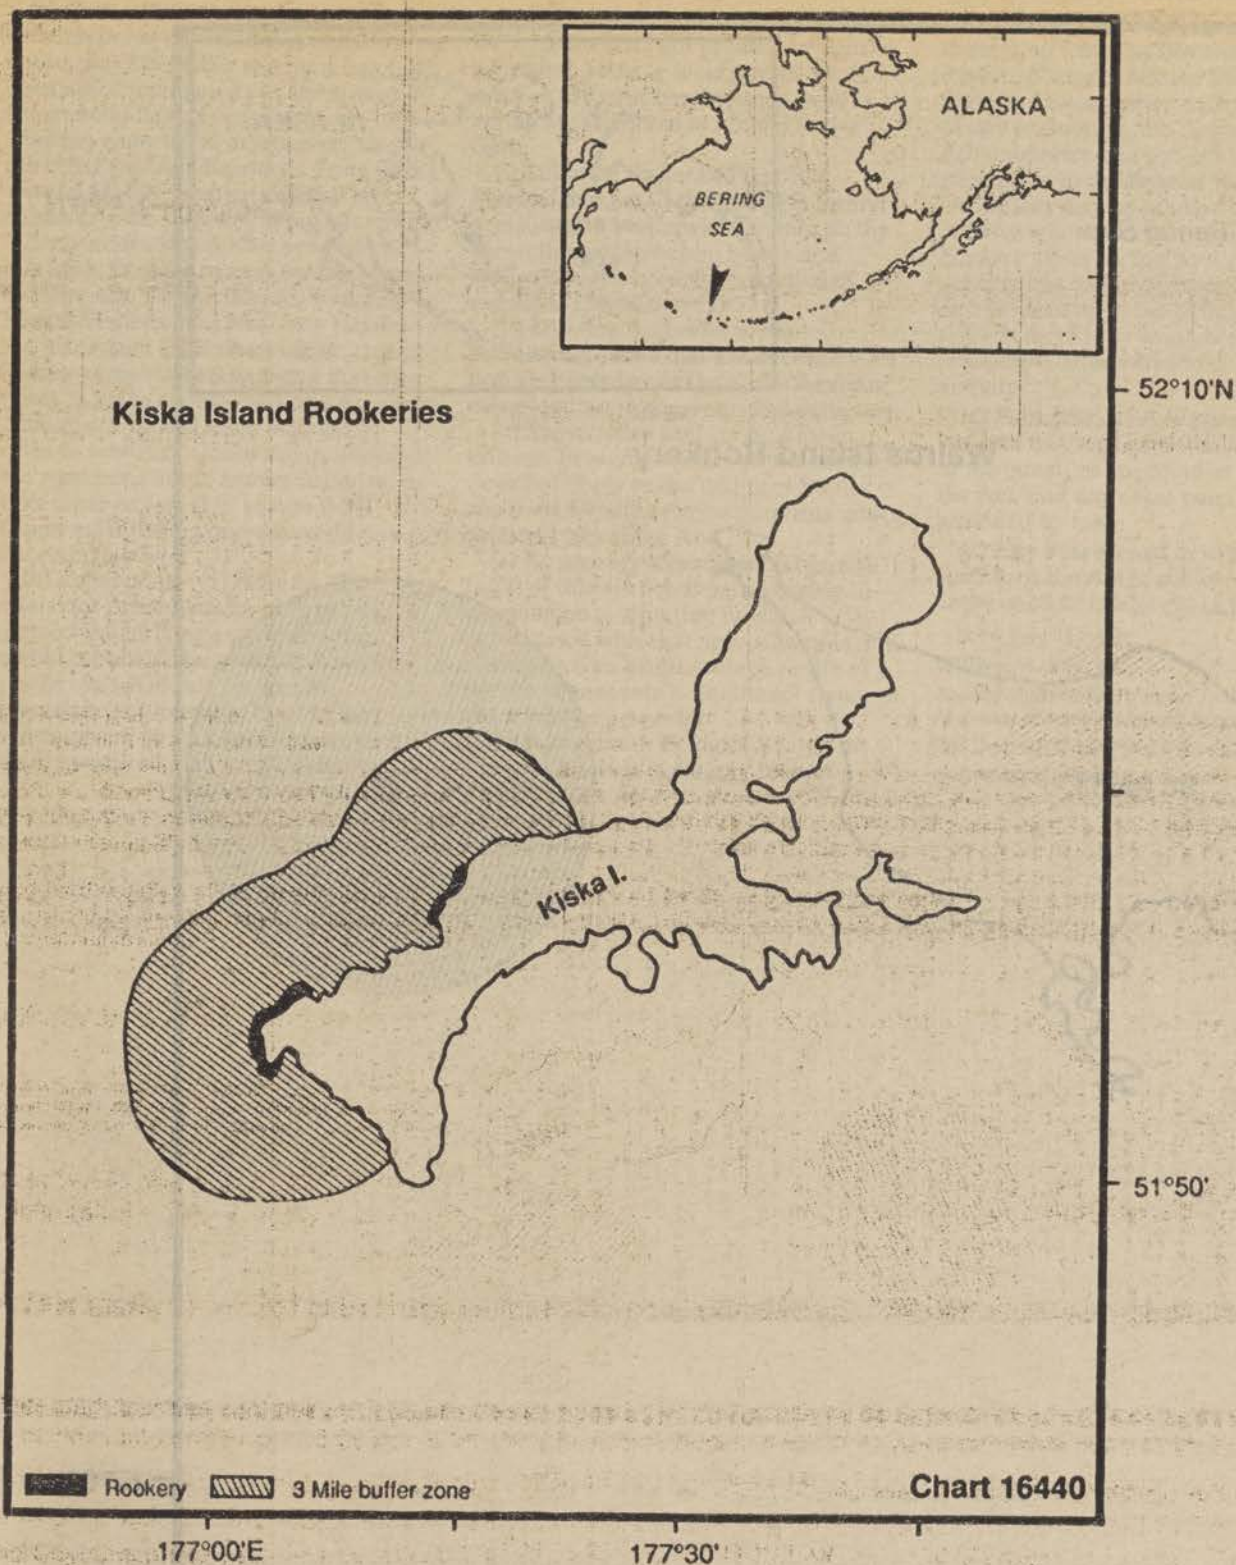 ALASKA
BERING
SEA
52°10'N
Kiska Island Rookeries
Kiska I.
51°50'
Rookery 3 Mile buffer zone
Chart 16440
177°00'E 177°30'